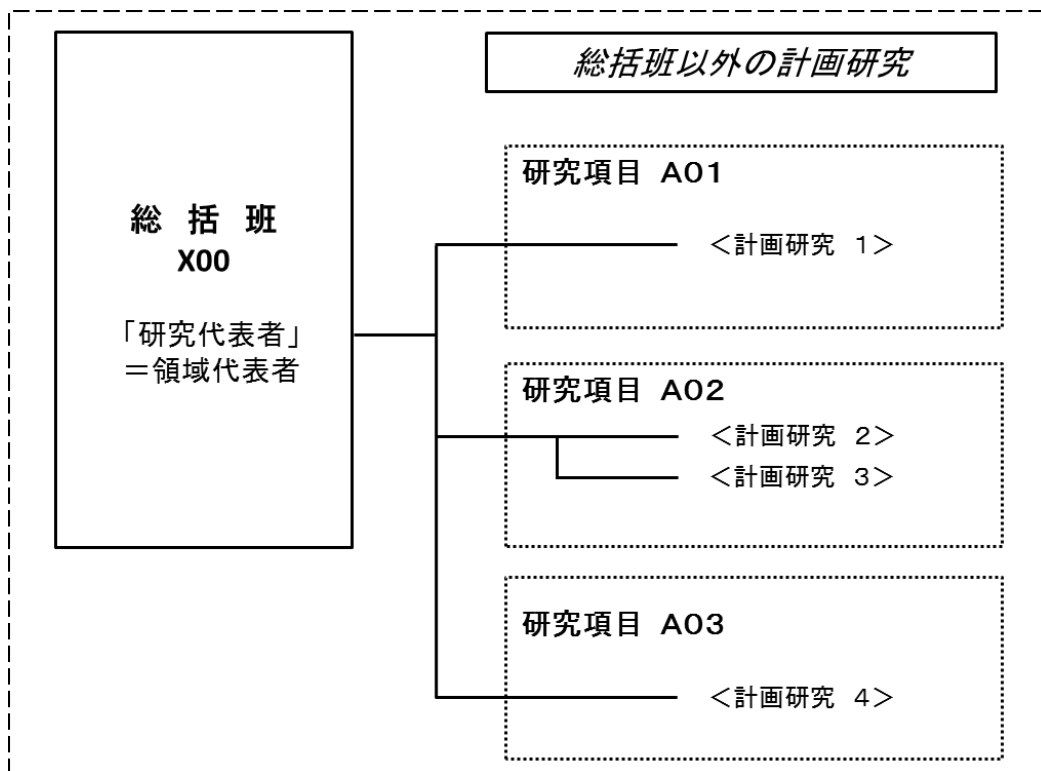 総 括 班
X00
「研究代表者」
＝領域代表者
総括班以外の計画研究
研究項目 A01
＜計画研究 1＞
研究項目 A02
＜計画研究 2＞
＜計画研究 3＞
研究項目 A03
＜計画研究 4＞